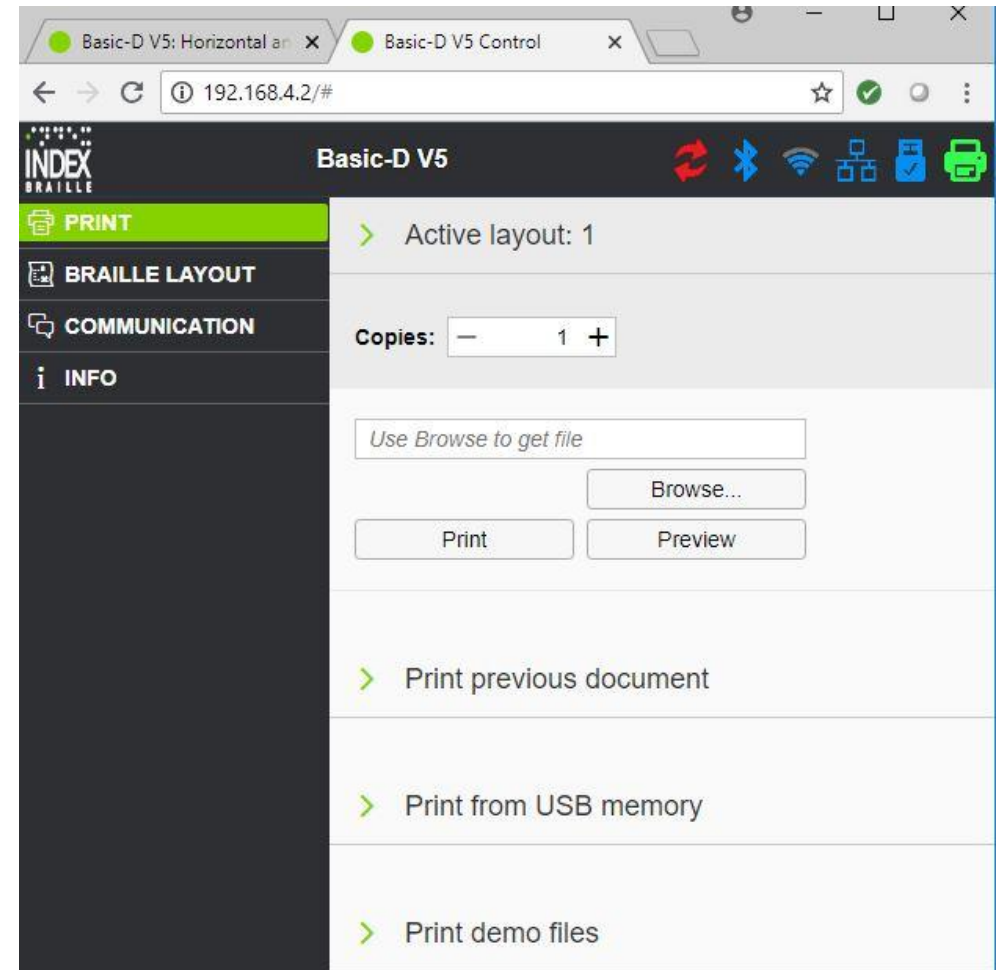 Basic-D V5: Horizontal an
Basic-D V5 Control
192.168.4.2/#
INDEX
BRAILLE
Basic-D V5
PRINT
BRAILLE LAYOUT
COMMUNICATION
INFO
Active layout: 1
Copies: − 1 +
Use Browse to get file
Browse...
Print
Preview
Print previous document
Print from USB memory
Print demo files